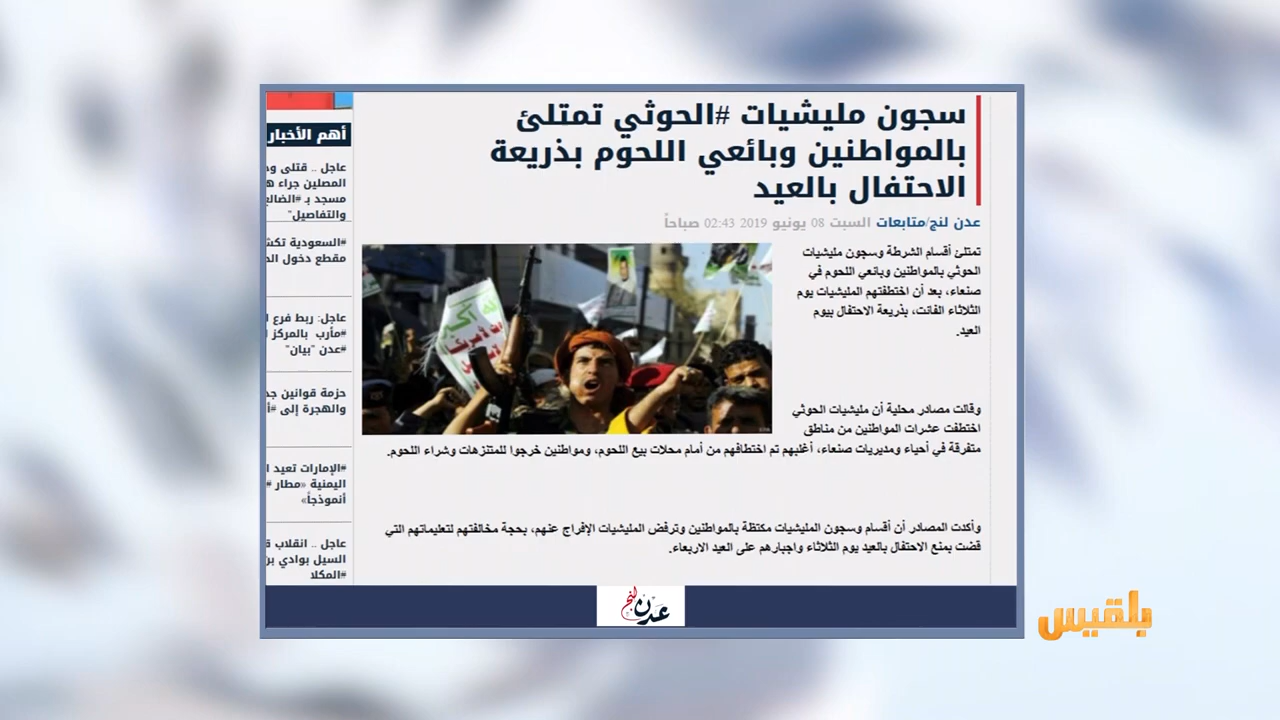 سجون مليشيات #الحوثي تمتلئ
بالمواطنين وبائعي اللحوم بذريعة
الاحتفال بالعيد
عدن لنج/متابعات السبت 08 يونيو 2019 02:43 صباحاً
تمتلئ أقسام الشرطة وسجون مليشيات
الحوثي بالمواطنين وبائعي اللحوم في
صنعاء، بعد أن اختطفتهم المليشيات يوم
الثلاثاء الفائت، بذريعة الاحتفال بيوم
العيد.
وقالت مصادر محلية أن مليشيات الحوثي
اختطفت عشرات المواطنين من مناطق
متفرقة في أحياء ومديريات صنعاء، أغلبهم تم اختطافهم من أمام محلات بيع اللحوم، ومواطنين خرجوا للمتنزهات وشراء اللحوم.
وأكدت المصادر أن أقسام وسجون المليشيات مكتظة بالمواطنين وترفض المليشيات الإفراج عنهم، بحجة مخالفتهم لتعليماتهم التي
قضت بمنع الاحتفال بالعيد يوم الثلاثاء واجبارهم على العيد الاربعاء.
أهم الأخبار
عاجل .. قتلى
المصلين جراء
مسجد بـ
والتفاصيل"
#السعودية
مقطع دخول
عاجل: ربط فرع
#مأرب بالمركز
#عدن "بيان"
حزمة قوانين
والهجرة إلى
#الإمارات تعيد
اليمنية «مطار
أنموذجاً»
عاجل .. انقلاب
السيل بوادي
#المكلا
عدن لنج
بلقيس